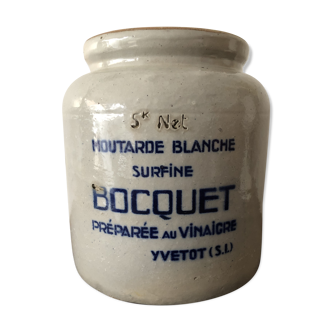 5K Net
MOUTARDE BLANCHE
SURFINE
BOCQUET
PRÉPARÉE AU VINAIGRE
YVETOT (S.I.)